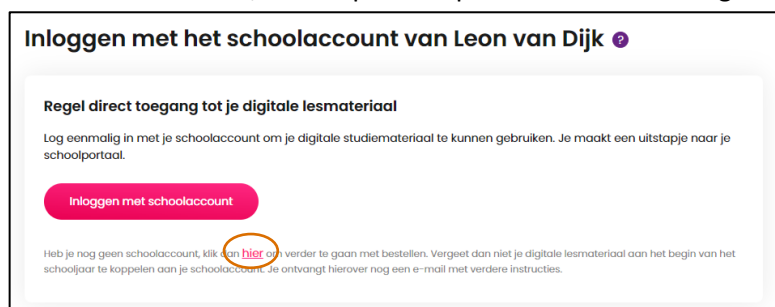 Inloggen met het schoolaccount van Leon van Dijk ?
Regel direct toegang tot je digitale lesmateriaal
Log eenmalig in met je schoolaccount om je digitale studiemateriaal te kunnen gebruiken. Je maakt een uitstapje naar je
schoolportaal.
Inloggen met schoolaccount
Heb je nog geen schoolaccount, klik dan hier om verder te gaan met bestellen. Vergeet dan niet je digitale lesmateriaal aan het begin van het
schooljaar te koppelen aan je schoolaccount. Je ontvangt hierover nog een e-mail met verdere instructies.